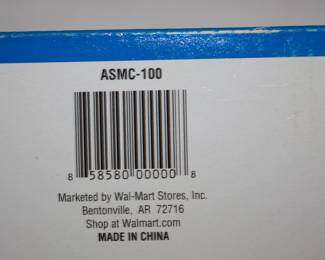 ASMC-100
8 58580 00000 8
Marketed by Wal-Mart Stores, Inc.
Bentonville, AR 72716
Shop at Walmart.com
MADE IN CHINA